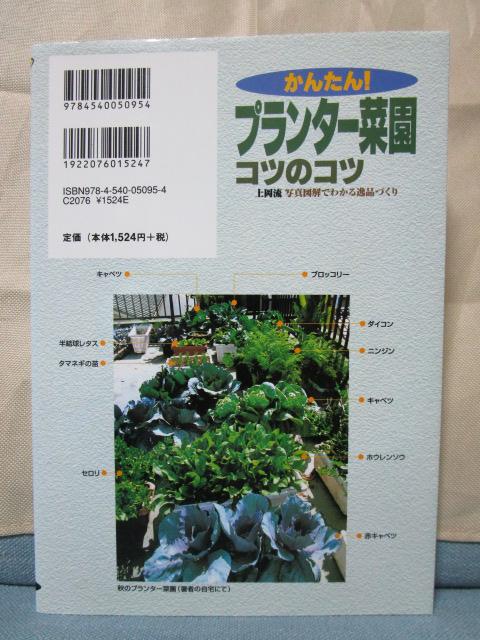 9784540050954
1922076015247
ISBN978-4-540-05095-4
C2076 ¥1524E
定価（本体1,524円＋税）
かんたん！
プランター菜園
コツのコツ
上岡流 写真図解でわかる逸品づくり
キャベツ
ブロッコリー
ダイコン
半結球レタス
ニンジン
タマネギの苗
キャベツ
ホウレンソウ
セロリ
赤キャベツ
秋のプランター菜園（著者の自宅にて）